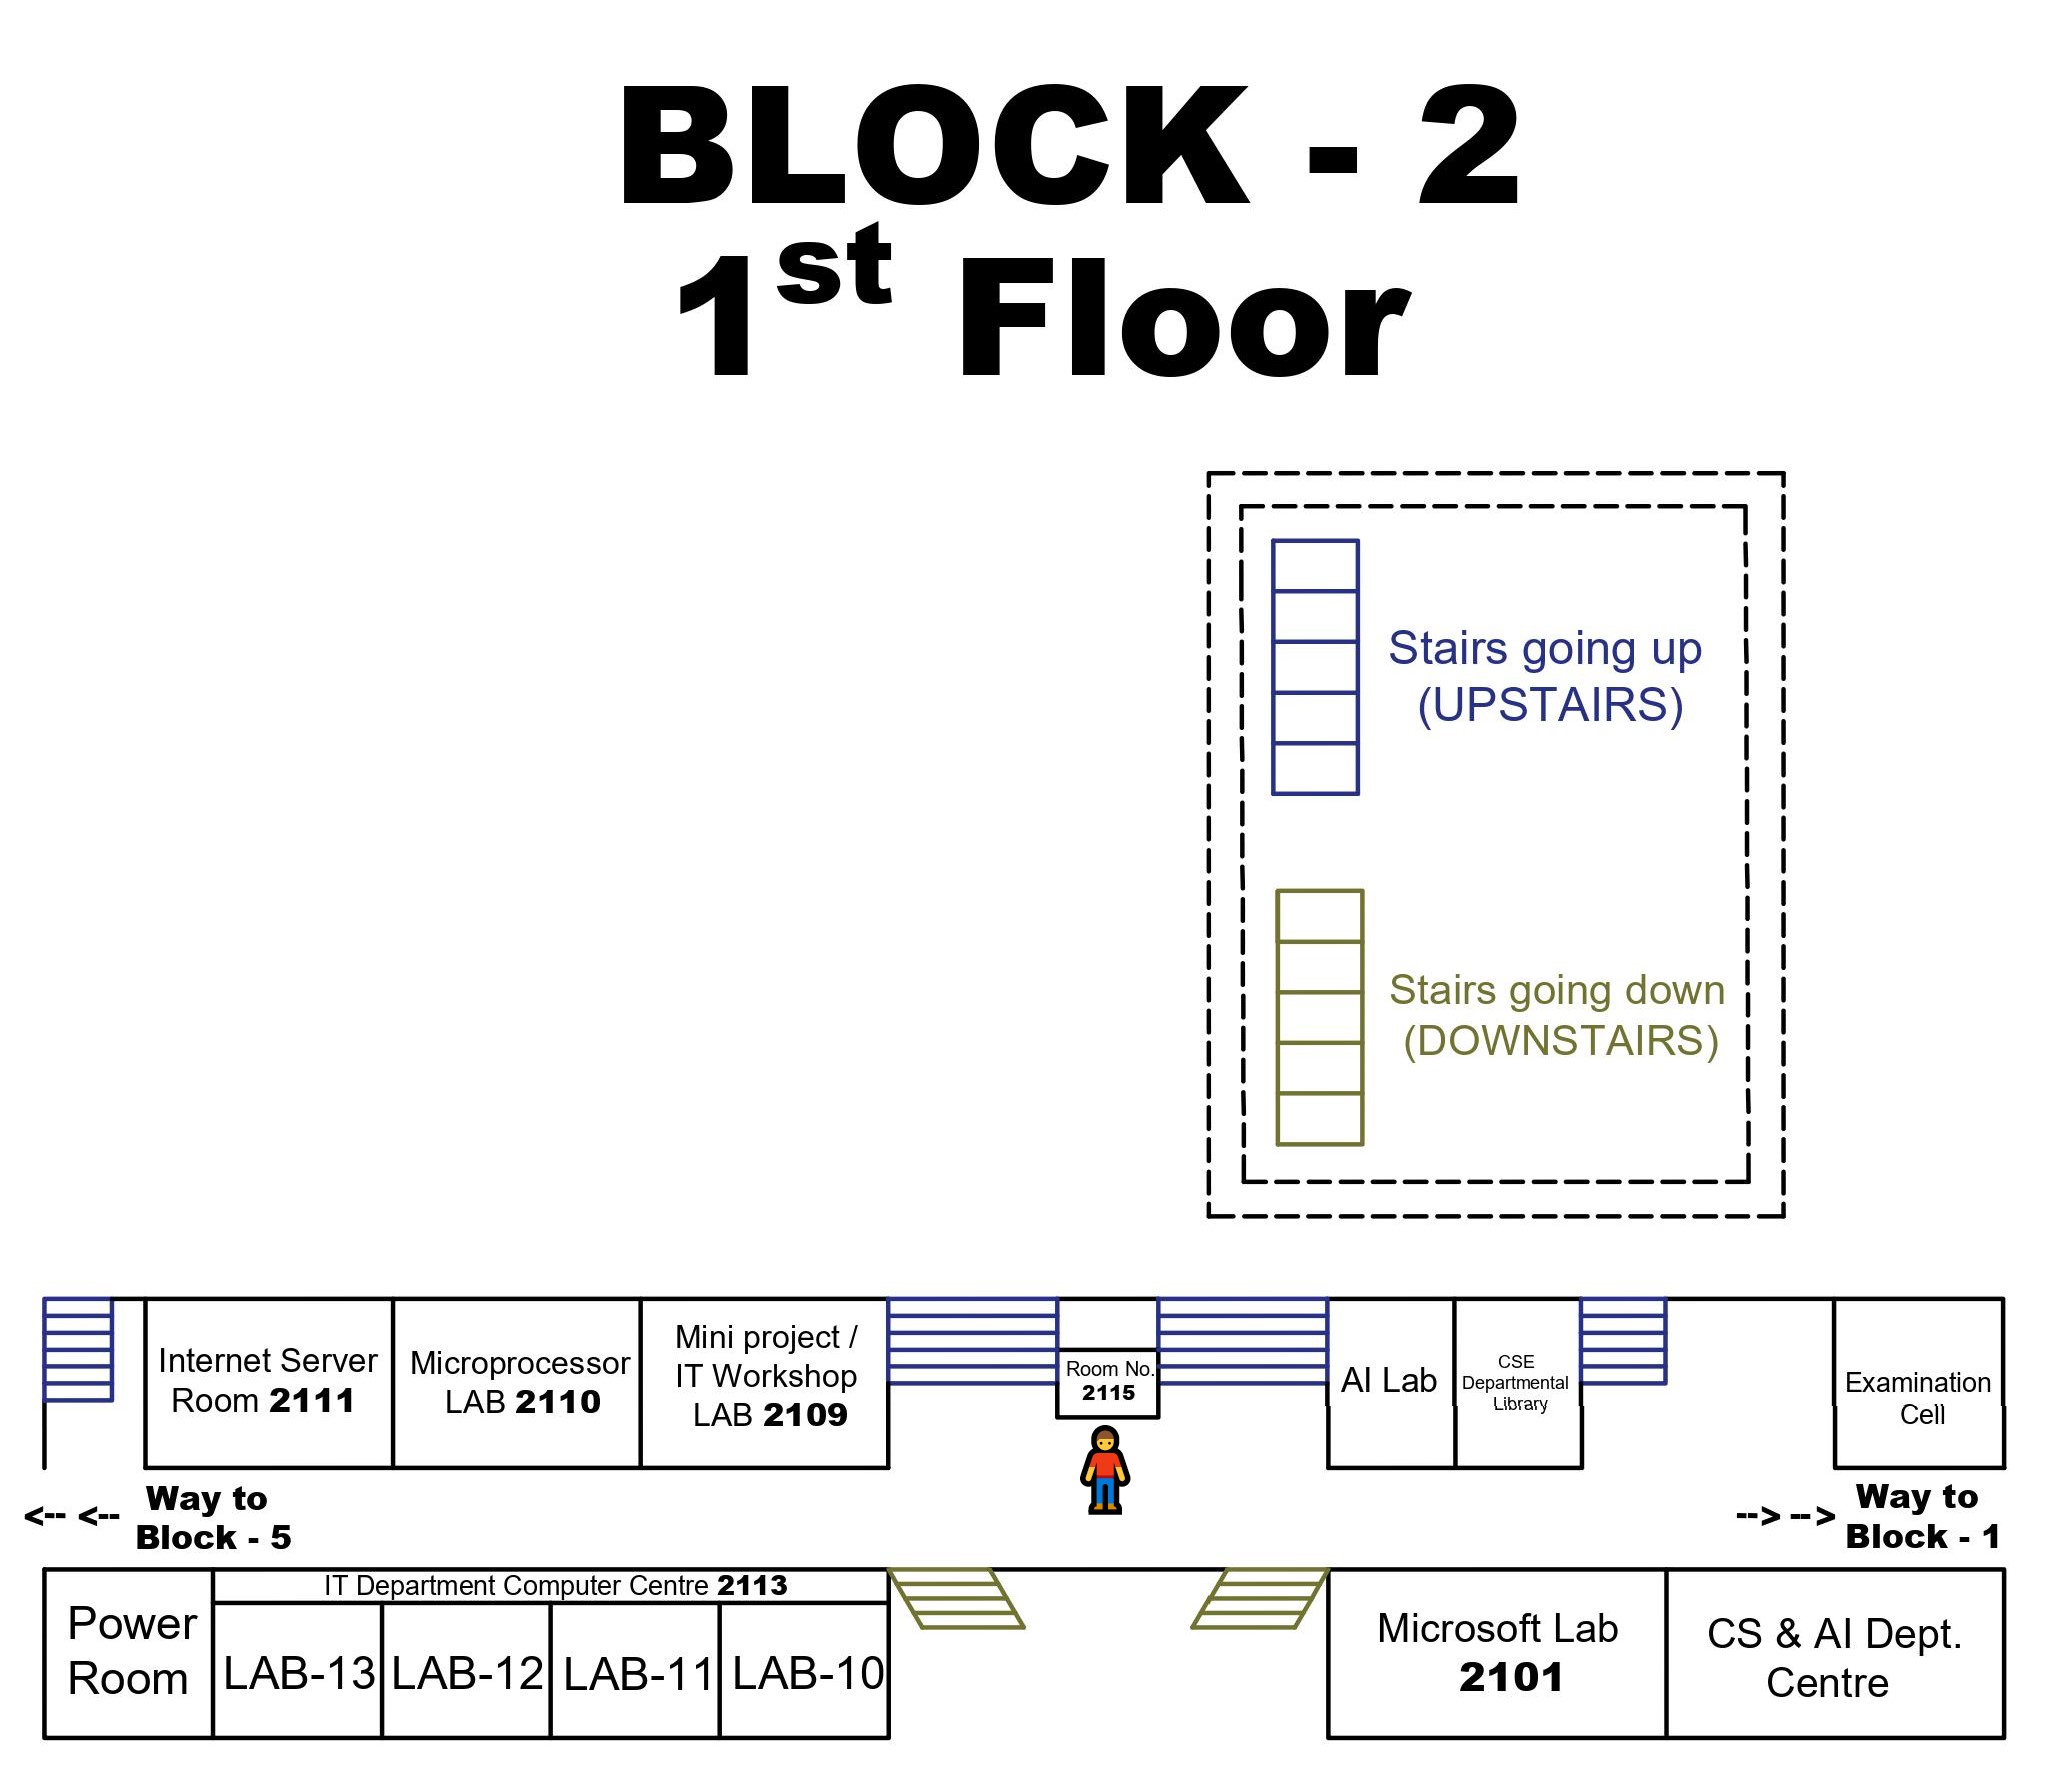 BLOCK - 2
1st Floor
Stairs going up
(UPSTAIRS)
Stairs going down
(DOWNSTAIRS)
Internet Server
Room 2111
Microprocessor
LAB 2110
Mini project /
IT Workshop
LAB 2109
Room No.
2115
AI Lab
CSE
Departmental
Library
Examination
Cell
<-- <-- Way to
Block - 5
--> --> Way to
Block - 1
Power
Room
IT Department Computer Centre 2113
LAB-13
LAB-12
LAB-11
LAB-10
Microsoft Lab
2101
CS & AI Dept.
Centre